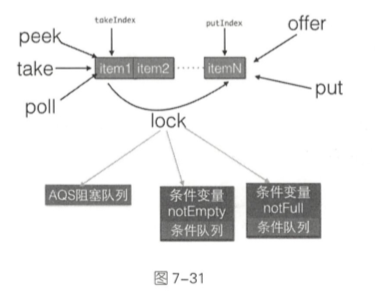 takeIndex
putIndex
peek
offer
take
item1 item2 ...... itemN
put
poll
lock
AQS阻塞队列
条件变量
notEmpty
条件队列
条件变量
notFull
条件队列
图 7-31